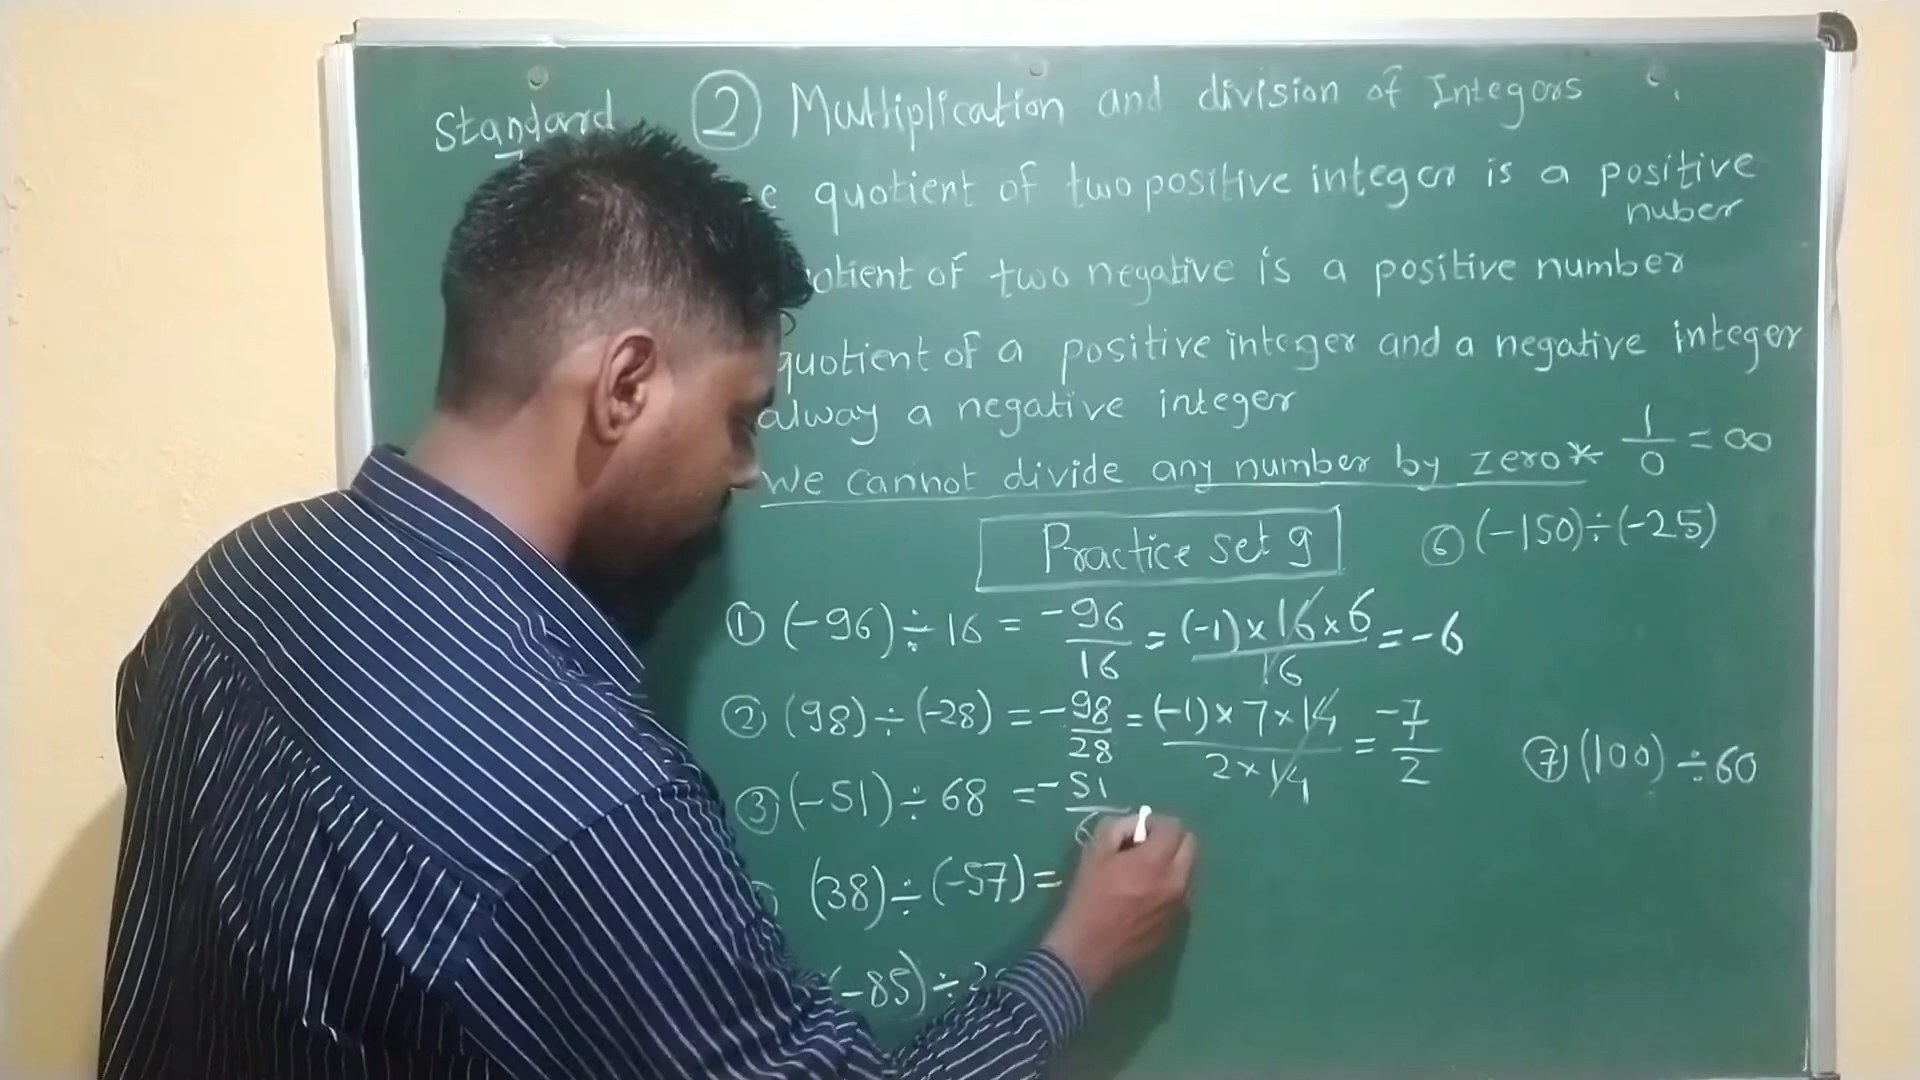 Standard ② Multiplication and division of Integers
quotient of two positive integer is a positive
nuber
quotient of two negative is a positive number
quotient of a positive integer and a negative integer
alway a negative integer
We cannot divide any number by zero* 1/0 = ∞
Practice set 9
⑥ (-150)÷(-25)
① (-96)÷16 = -96/16 = (-1)×16×6/16 = -6
② (98)÷(-28) = -98/28 = (-1)×7×14/2×14 = -7/2
⑦ (100)÷60
③ (-51)÷68 = -51/6
(38)÷(-57)=
(-85)÷2